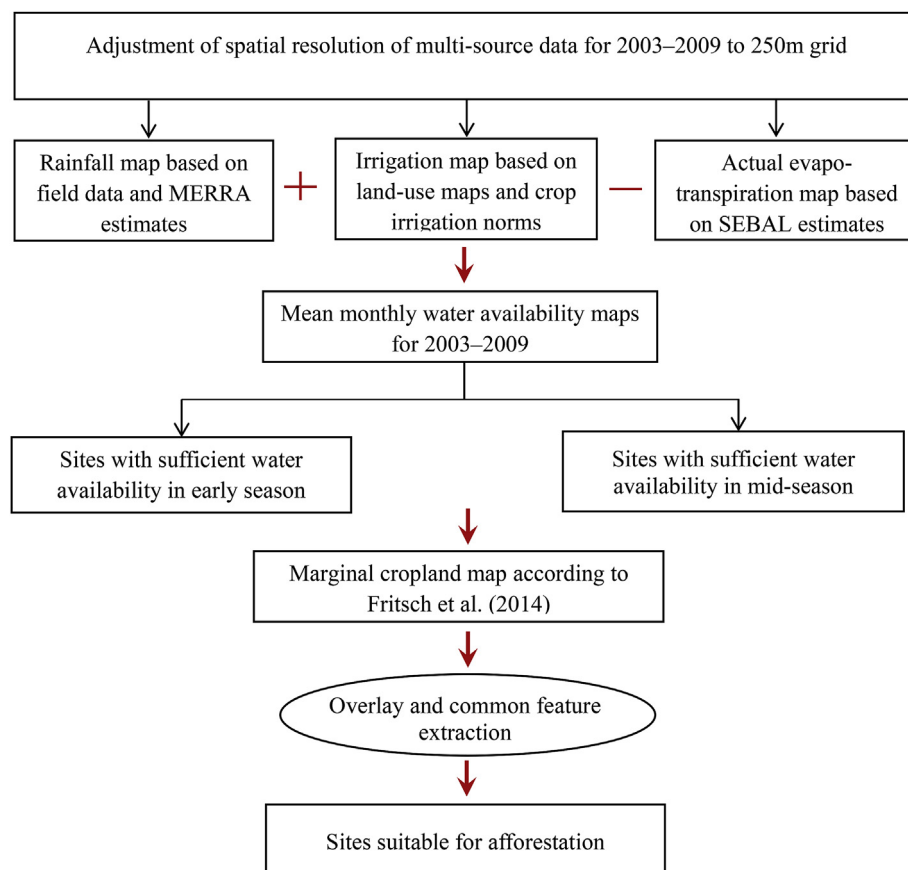 Adjustment of spatial resolution of multi-source data for 2003–2009 to 250m grid
Rainfall map based on
field data and MERRA
estimates
+
Irrigation map based on
land-use maps and crop
irrigation norms
—
Actual evapo-
transpiration map based
on SEBAL estimates
Mean monthly water availability maps
for 2003–2009
Sites with sufficient water
availability in early season
Sites with sufficient water
availability in mid-season
Marginal cropland map according to
Fritsch et al. (2014)
Overlay and common feature
extraction
Sites suitable for afforestation